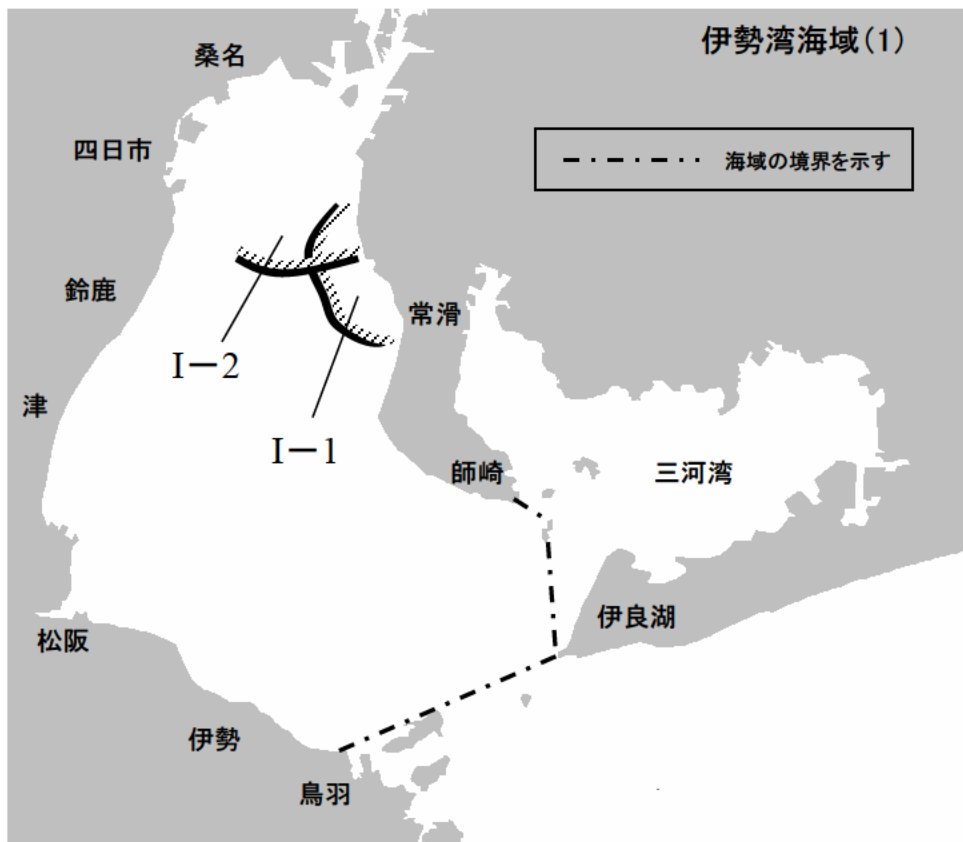 伊勢湾海域(1)
桑名
四日市
海域の境界を示す
鈴鹿
常滑
I－2
津
I－1
師崎
三河湾
伊良湖
松阪
伊勢
鳥羽